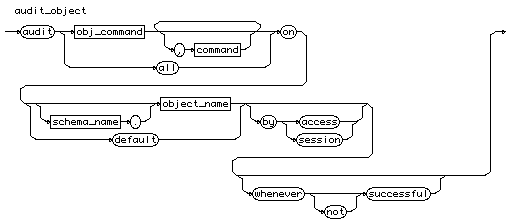 audit_object
audit obj_command , command on
all
schema_name . object_name by access
default session
whenever successful
not